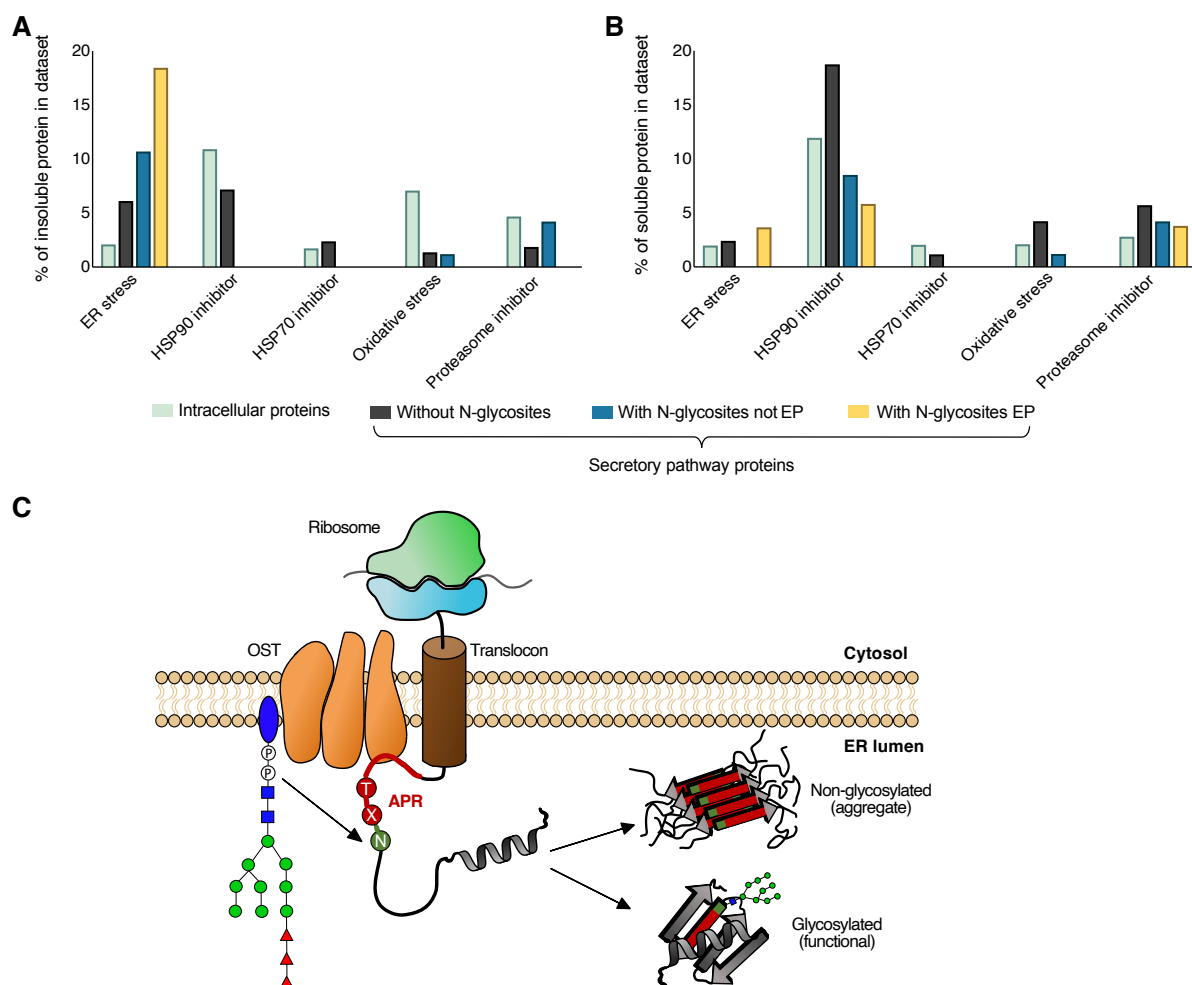 A
% of insoluble protein in dataset
20
15
10
5
0
ER stress
HSP90 inhibitor
HSP70 inhibitor
Oxidative stress
Proteasome inhibitor
B
% of soluble protein in dataset
20
15
10
5
0
ER stress
HSP90 inhibitor
HSP70 inhibitor
Oxidative stress
Proteasome inhibitor
Intracellular proteins
Without N-glycosites
With N-glycosites not EP
With N-glycosites EP
Secretory pathway proteins
C
Ribosome
OST
Translocon
Cytosol
ER lumen
P
P
T
APR
X
N
Non-glycosylated
(aggregate)
Glycosylated
(functional)